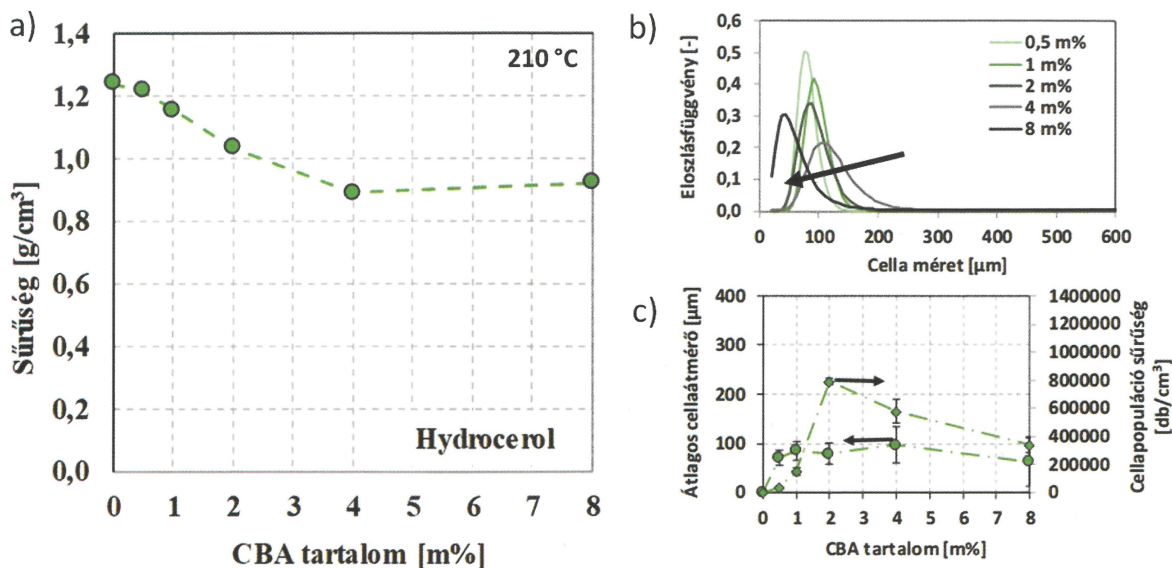 a)
1,4
1,2
1,0
0,8
0,6
0,4
0,2
0,0
Sűrűség [g/cm³]
210 °C
Hydrocerol
0 1 2 3 4 5 6 7 8
CBA tartalom [m%]
b)
0,6
0,5
0,4
0,3
0,2
0,1
0,0
Eloszlásfüggvény [-]
0,5 m%
1 m%
2 m%
4 m%
8 m%
0 100 200 300 400 500 600
Cella méret [µm]
c)
400
300
200
100
0
Átlagos cellaátmérő [µm]
1400000
1200000
1000000
800000
600000
400000
200000
0
Cellapopuláció sűrűség
[db/cm³]
0 1 2 3 4 5 6 7 8
CBA tartalom [m%]